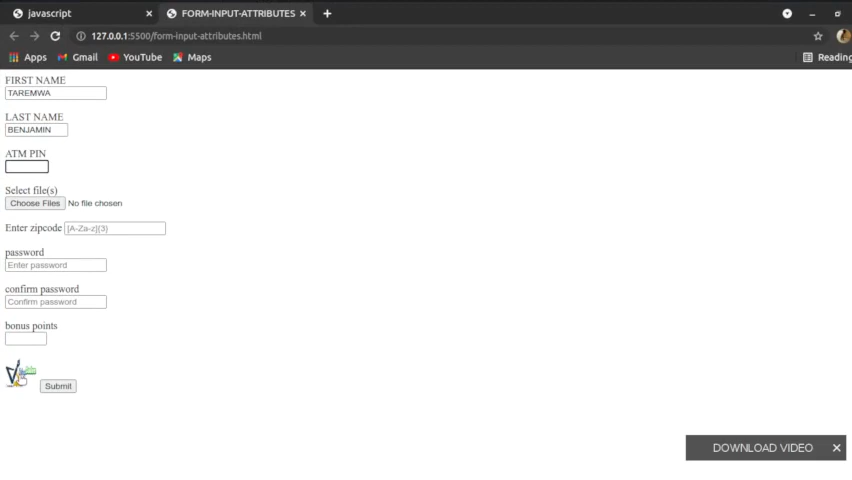 javascript
FORM-INPUT-ATTRIBUTES
127.0.0.1:5500/form-input-attributes.html
Apps Gmail YouTube Maps Reading
FIRST NAME
TAREMWA
LAST NAME
BENJAMIN
ATM PIN
Select file(s)
Choose Files No file chosen
Enter zipcode [A-Za-z]{3}
password
Enter password
confirm password
Confirm password
bonus points
Submit
DOWNLOAD VIDEO